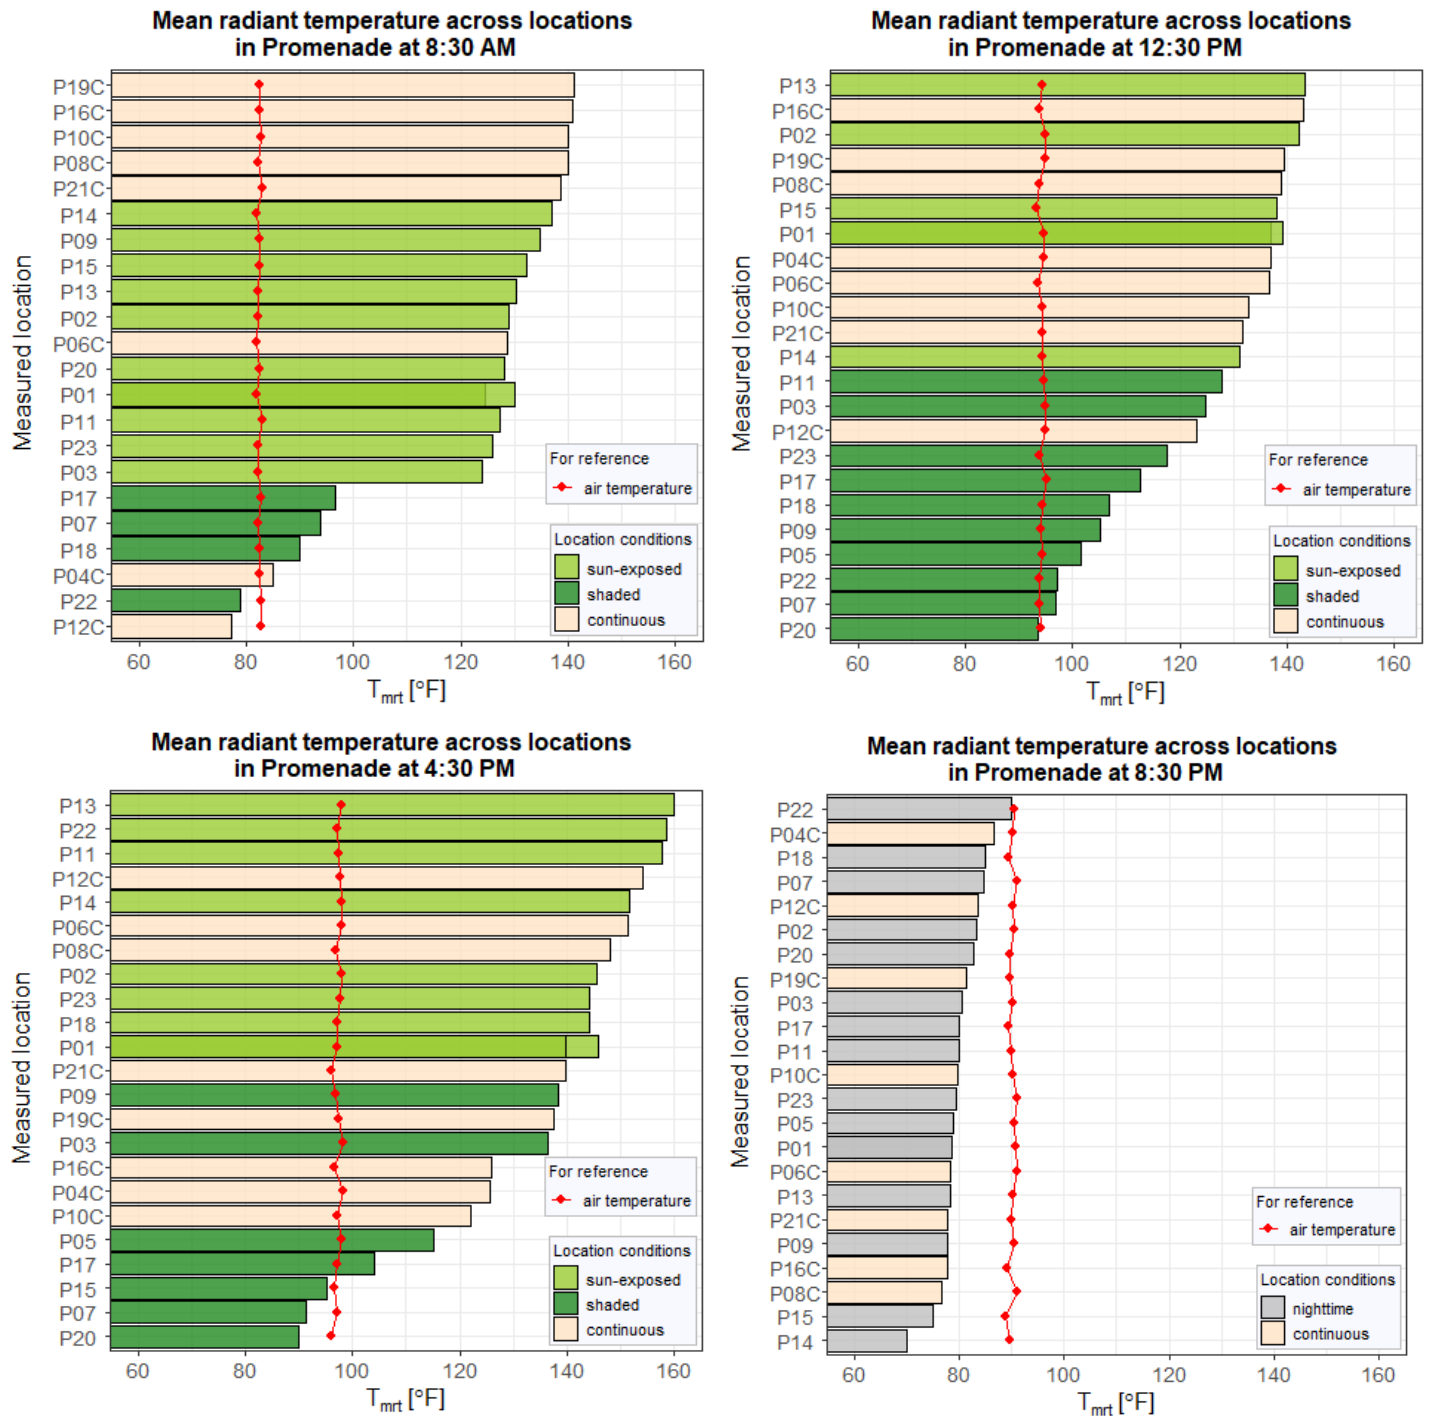 Mean radiant temperature across locations
in Promenade at 8:30 AM
Measured location
P19C
P16C
P10C
P08C
P21C
P14
P09
P15
P13
P02
P06C
P20
P01
P11
P23
P03
P17
P07
P18
P04C
P22
P12C
For reference
air temperature
Location conditions
sun-exposed
shaded
continuous
60 80 100 120 140 160
Tmrt [°F]
Mean radiant temperature across locations
in Promenade at 12:30 PM
Measured location
P13
P16C
P02
P19C
P08C
P15
P01
P04C
P06C
P10C
P21C
P14
P11
P03
P12C
P23
P17
P18
P09
P05
P22
P07
P20
For reference
air temperature
Location conditions
sun-exposed
shaded
continuous
60 80 100 120 140 160
Tmrt [°F]
Mean radiant temperature across locations
in Promenade at 4:30 PM
Measured location
P13
P22
P11
P12C
P14
P06C
P08C
P02
P23
P18
P01
P21C
P09
P19C
P03
P16C
P04C
P10C
P05
P17
P15
P07
P20
For reference
air temperature
Location conditions
sun-exposed
shaded
continuous
60 80 100 120 140 160
Tmrt [°F]
Mean radiant temperature across locations
in Promenade at 8:30 PM
Measured location
P22
P04C
P18
P07
P12C
P02
P20
P19C
P03
P17
P11
P10C
P23
P05
P01
P06C
P13
P21C
P09
P16C
P08C
P15
P14
For reference
air temperature
Location conditions
nighttime
continuous
60 80 100 120 140 160
Tmrt [°F]